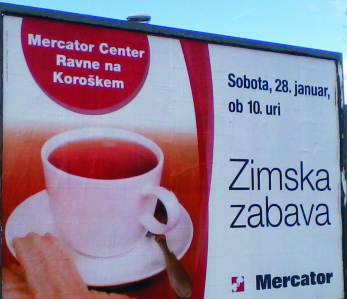 Mercator Center
Ravne na
Koroškem
Sobota, 28. januar,
ob 10. uri
Zimska
zabava
Mercator